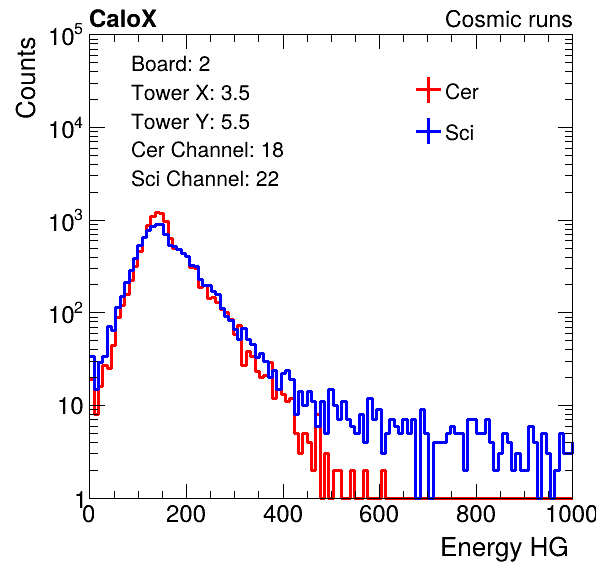 CaloX Cosmic runs
Counts
10^5
10^4
10^3
10^2
10
1
Board: 2
Tower X: 3.5
Tower Y: 5.5
Cer Channel: 18
Sci Channel: 22
Cer
Sci
0 200 400 600 800 1000
Energy HG